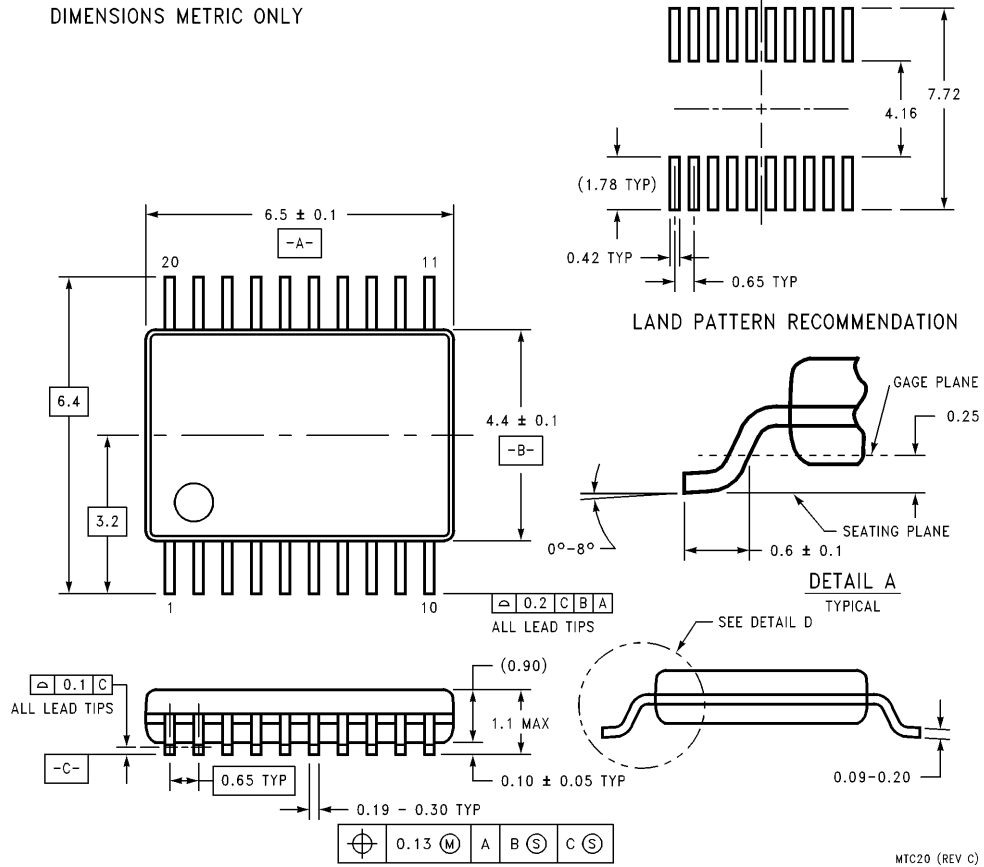 DIMENSIONS METRIC ONLY
7.72
4.16
(1.78 TYP)
0.42 TYP
0.65 TYP
LAND PATTERN RECOMMENDATION
6.5 ± 0.1
-A-
20
11
6.4
3.2
4.4 ± 0.1
-B-
1
10
⌓ 0.2 C B A
ALL LEAD TIPS
GAGE PLANE
0.25
SEATING PLANE
0°-8°
0.6 ± 0.1
DETAIL A
TYPICAL
SEE DETAIL D
(0.90)
⌓ 0.1 C
ALL LEAD TIPS
1.1 MAX
-C-
0.65 TYP
0.10 ± 0.05 TYP
0.09-0.20
0.19 - 0.30 TYP
⌖ 0.13 Ⓜ A B Ⓢ C Ⓢ
MTC20 (REV C)